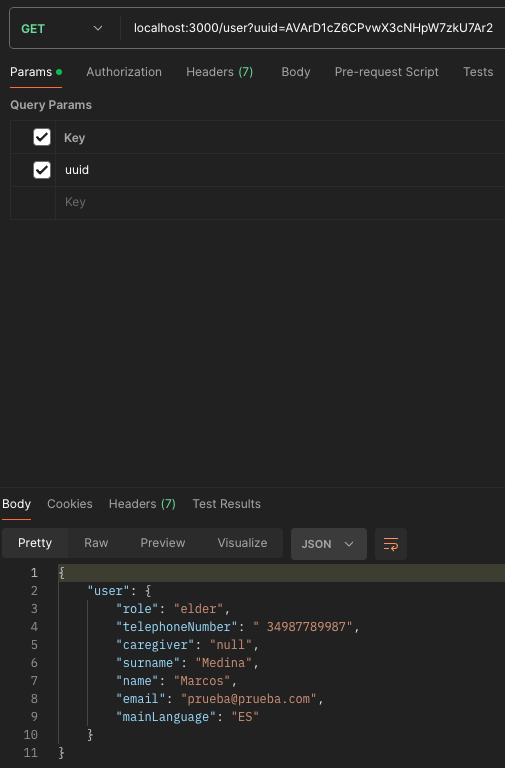 GET localhost:3000/user?uuid=AVArD1cZ6CPvwX3cNHpW7zkU7Ar2
Params Authorization Headers (7) Body Pre-request Script Tests
Query Params
Key
uuid
Key
Body Cookies Headers (7) Test Results
Pretty Raw Preview Visualize JSON
1 {
2 "user": {
3 "role": "elder",
4 "telephoneNumber": " 34987789987",
5 "caregiver": "null",
6 "surname": "Medina",
7 "name": "Marcos",
8 "email": "prueba@prueba.com",
9 "mainLanguage": "ES"
10 }
11 }